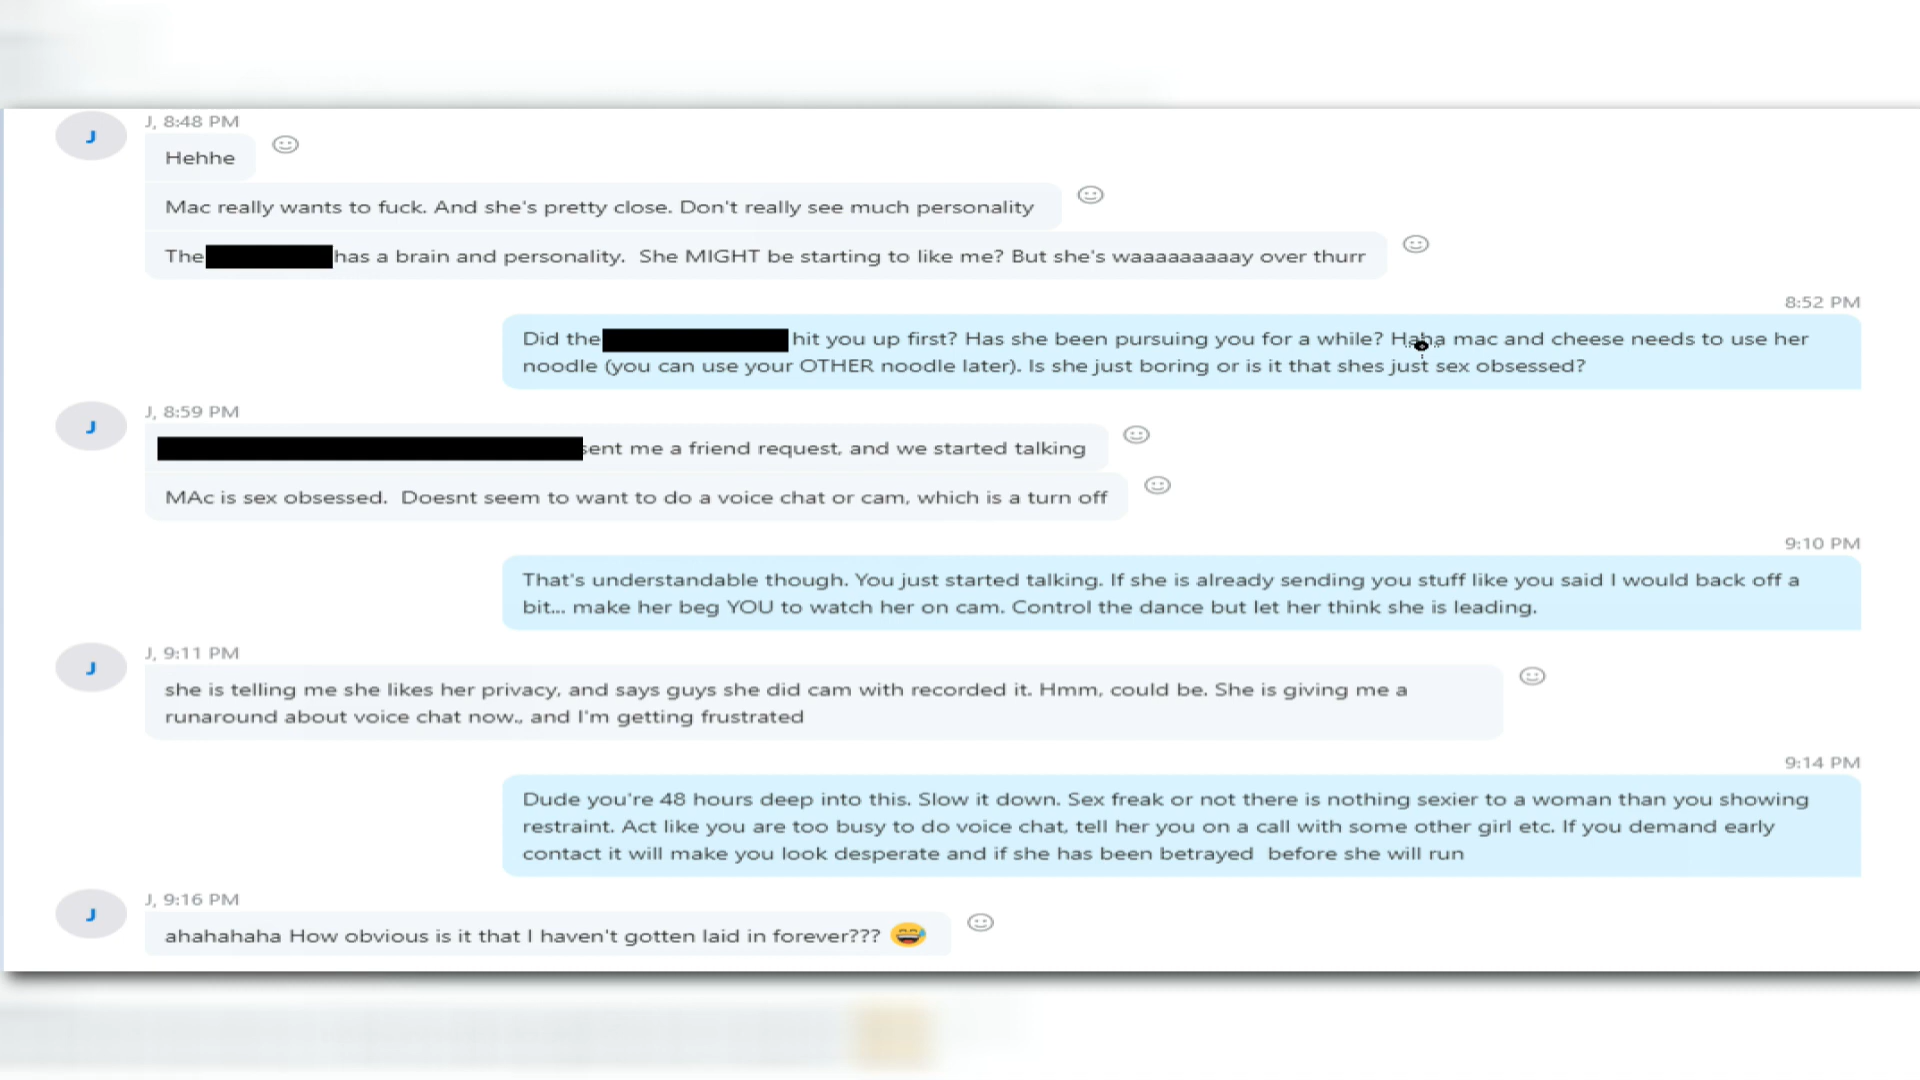 J, 8:48 PM
J
Hehhe
Mac really wants to fuck. And she's pretty close. Don't really see much personality
The has a brain and personality. She MIGHT be starting to like me? But she's waaaaaaaaay over thurr
8:52 PM
Did the hit you up first? Has she been pursuing you for a while? Haha mac and cheese needs to use her
noodle (you can use your OTHER noodle later). Is she just boring or is it that shes just sex obsessed?
J, 8:59 PM
J
sent me a friend request, and we started talking
MAc is sex obsessed. Doesnt seem to want to do a voice chat or cam, which is a turn off
9:10 PM
That's understandable though. You just started talking. If she is already sending you stuff like you said I would back off a
bit... make her beg YOU to watch her on cam. Control the dance but let her think she is leading.
J, 9:11 PM
J
she is telling me she likes her privacy, and says guys she did cam with recorded it. Hmm, could be. She is giving me a
runaround about voice chat now., and I'm getting frustrated
9:14 PM
Dude you're 48 hours deep into this. Slow it down. Sex freak or not there is nothing sexier to a woman than you showing
restraint. Act like you are too busy to do voice chat, tell her you on a call with some other girl etc. If you demand early
contact it will make you look desperate and if she has been betrayed before she will run
J, 9:16 PM
J
ahahahaha How obvious is it that I haven't gotten laid in forever??? 😅